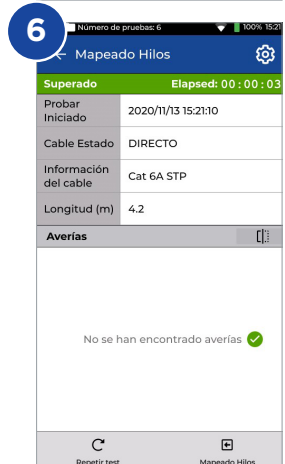 6
Número de pruebas: 6 100% 15:21
Mapeado Hilos
Superado Elapsed: 00:00:03
Probar Iniciado 2020/11/13 15:21:10
Cable Estado DIRECTO
Información del cable Cat 6A STP
Longitud (m) 4.2
Averías
No se han encontrado averías
Repetir test Mapeado Hilos